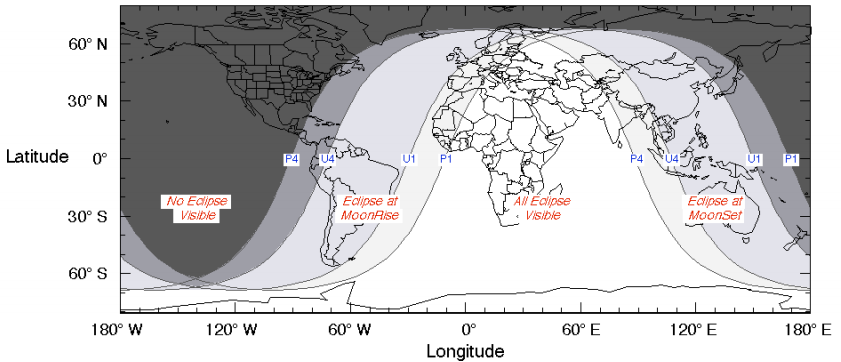 60° N
30° N
Latitude
0°
30° S
60° S
P4 U4 U1 P1 P4 U4 U1 P1
No Eclipse
Visible
Eclipse at
MoonRise
All Eclipse
Visible
Eclipse at
MoonSet
180° W 120° W 60° W 0° 60° E 120° E 180° E
Longitude